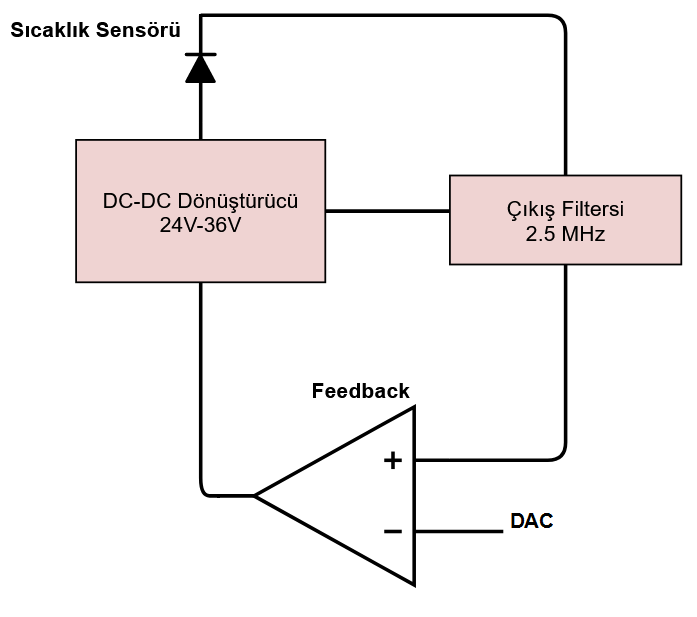 Sıcaklık Sensörü
DC-DC Dönüştürücü
24V-36V
Çıkış Filtersi
2.5 MHz
Feedback
+
−
DAC